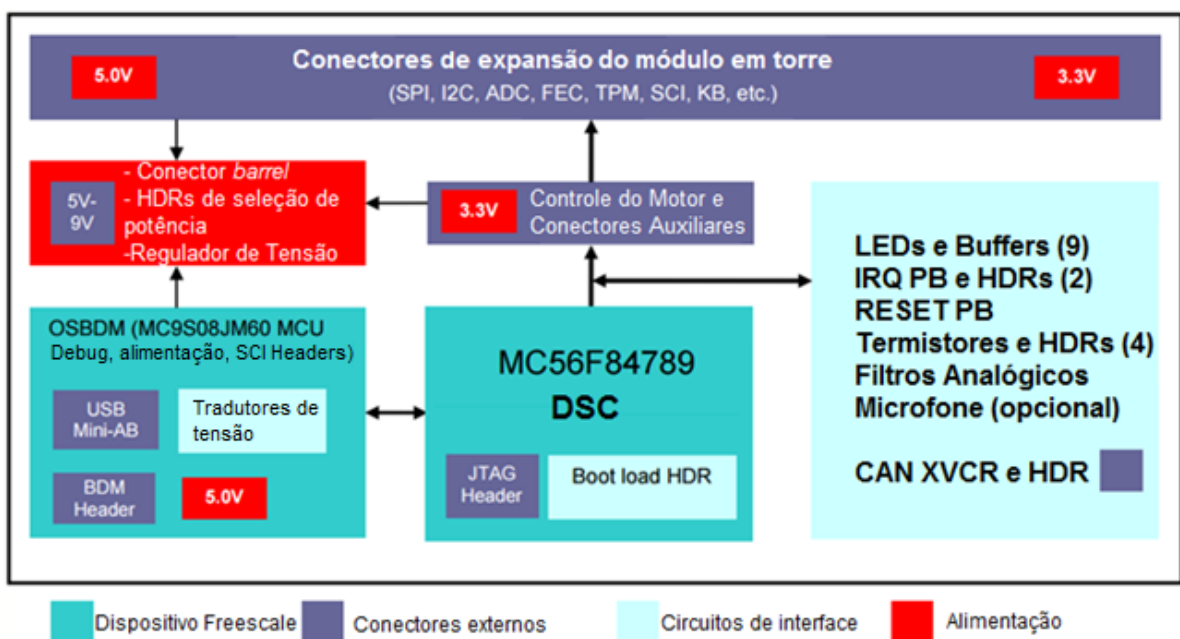 Conectores de expansão do módulo em torre
5.0V
(SPI, I2C, ADC, FEC, TPM, SCI, KB, etc.)
3.3V
5V-
9V
- Conector barrel
- HDRs de seleção de
potência
-Regulador de Tensão
3.3V
Controle do Motor e
Conectores Auxiliares
LEDs e Buffers (9)
IRQ PB e HDRs (2)
RESET PB
Termistores e HDRs (4)
Filtros Analógicos
Microfone (opcional)
CAN XVCR e HDR
OSBDM (MC9S08JM60 MCU
Debug, alimentação, SCI Headers)
USB
Mini-AB
Tradutores de
tensão
BDM
Header
5.0V
MC56F84789
DSC
JTAG
Header
Boot load HDR
Dispositivo Freescale
Conectores externos
Circuitos de interface
Alimentação